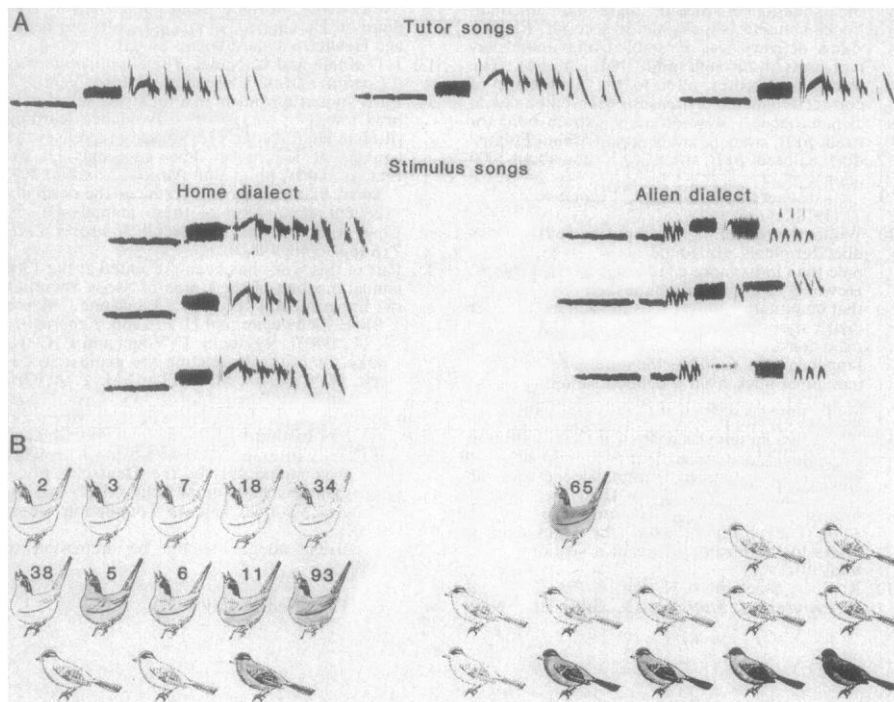 A
Tutor songs
Stimulus songs
Home dialect
Alien dialect
B
2 3 7 18 34
65
38 5 6 11 93